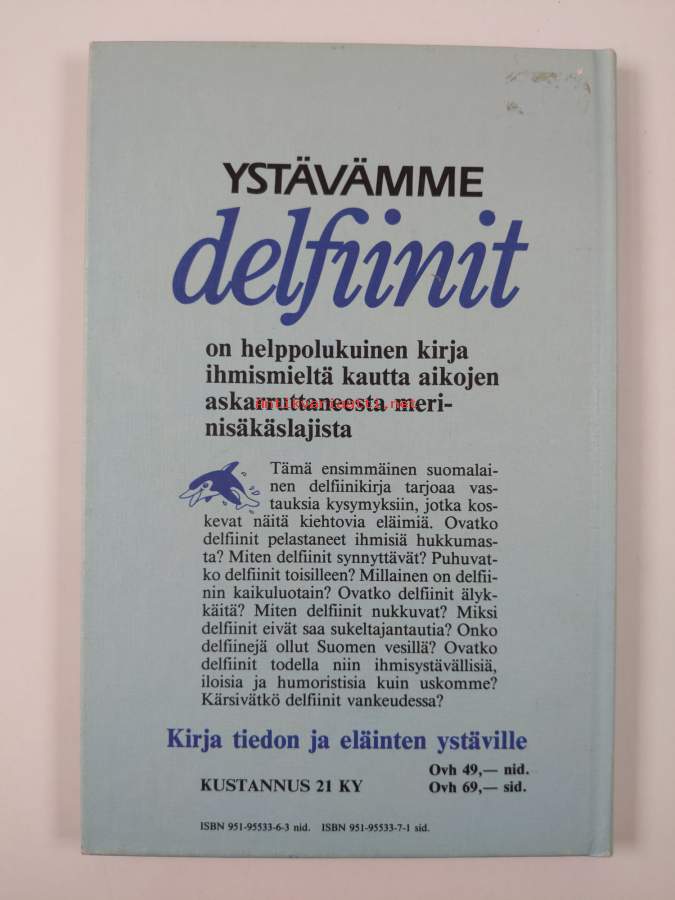 YSTÄVÄMME
delfiinit
on helppolukuinen kirja
ihmismieltä kautta aikojen
askarruttaneesta meri-
nisäkäslajista
Tämä ensimmäinen suomalai-
nen delfiinikirja tarjoaa vas-
tauksia kysymyksiin, jotka kos-
kevat näitä kiehtovia eläimiä. Ovatko
delfiinit pelastaneet ihmisiä hukkumas-
ta? Miten delfiinit synnyttävät? Puhuvat-
ko delfiinit toisilleen? Millainen on delfii-
nin kaikuluotain? Ovatko delfiinit älyk-
käitä? Miten delfiinit nukkuvat? Miksi
delfiinit eivät saa sukeltajantautia? Onko
delfiinejä ollut Suomen vesillä? Ovatko
delfiinit todella niin ihmisystävällisiä,
iloisia ja humoristisia kuin uskomme?
Kärsivätkö delfiinit vankeudessa?
Kirja tiedon ja eläinten ystäville
Ovh 49,— nid.
KUSTANNUS 21 KY Ovh 69,— sid.
ISBN 951-95533-6-3 nid. ISBN 951-95533-7-1 sid.